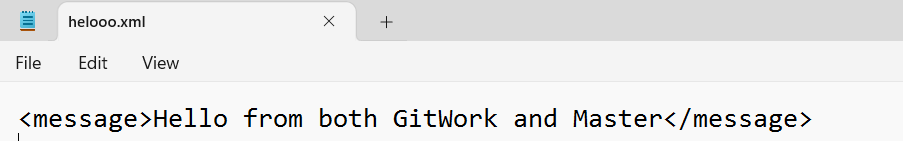 helooo.xml
File Edit View
<message>Hello from both GitWork and Master</message>